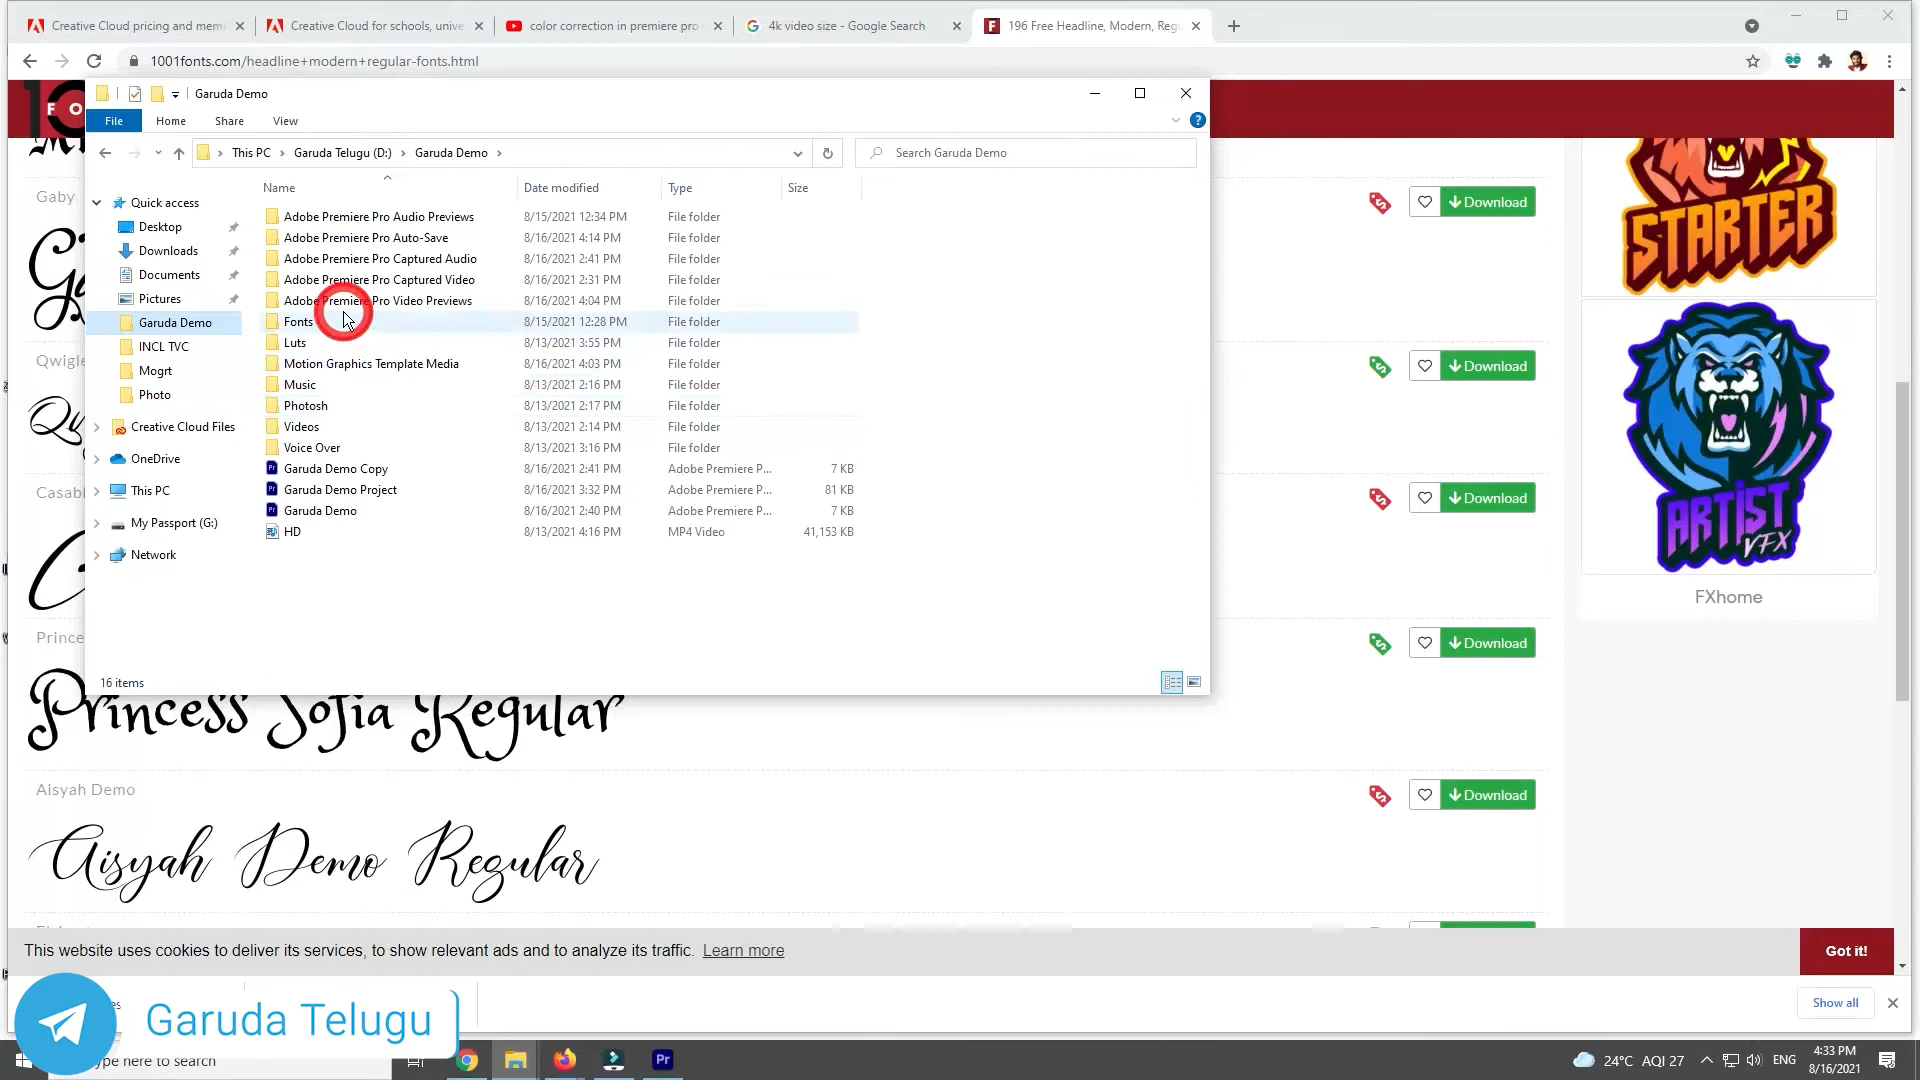 Creative Cloud pricing and mem
Creative Cloud for schools, unive
color correction in premiere pro
4k video size - Google Search
196 Free Headline, Modern, Reg
1001fonts.com/headline+modern+regular-fonts.html
Garuda Demo
File Home Share View
This PC › Garuda Telugu (D:) › Garuda Demo ›
Search Garuda Demo
Name Date modified Type Size
Quick access
Desktop
Downloads
Documents
Pictures
Garuda Demo
INCL TVC
Mogrt
Photo
Creative Cloud Files
OneDrive
This PC
My Passport (G:)
Network
Adobe Premiere Pro Audio Previews 8/15/2021 12:34 PM File folder
Adobe Premiere Pro Auto-Save 8/16/2021 4:14 PM File folder
Adobe Premiere Pro Captured Audio 8/16/2021 2:41 PM File folder
Adobe Premiere Pro Captured Video 8/16/2021 2:31 PM File folder
Adobe Premiere Pro Video Previews 8/16/2021 4:04 PM File folder
Fonts 8/15/2021 12:28 PM File folder
Luts 8/13/2021 3:55 PM File folder
Motion Graphics Template Media 8/16/2021 4:03 PM File folder
Music 8/13/2021 2:16 PM File folder
Photosh 8/13/2021 2:17 PM File folder
Videos 8/13/2021 2:14 PM File folder
Voice Over 8/13/2021 3:16 PM File folder
Garuda Demo Copy 8/16/2021 2:41 PM Adobe Premiere P... 7 KB
Garuda Demo Project 8/16/2021 3:32 PM Adobe Premiere P... 81 KB
Garuda Demo 8/16/2021 2:40 PM Adobe Premiere P... 7 KB
HD 8/13/2021 4:16 PM MP4 Video 41,153 KB
16 items
Gaby
Ga
Download
Qwigle
Qu
Download
Casabl
Download
Prince
Download
Princess Sofia Regular
Aisyah Demo
Download
Aisyah Demo Regular
STARTER
ARTIST
VFX
FXhome
This website uses cookies to deliver its services, to show relevant ads and to analyze its traffic. Learn more
Got it!
Show all
Garuda Telugu
ype here to search
Pr
24°C AQI 27
ENG
4:33 PM
8/16/2021